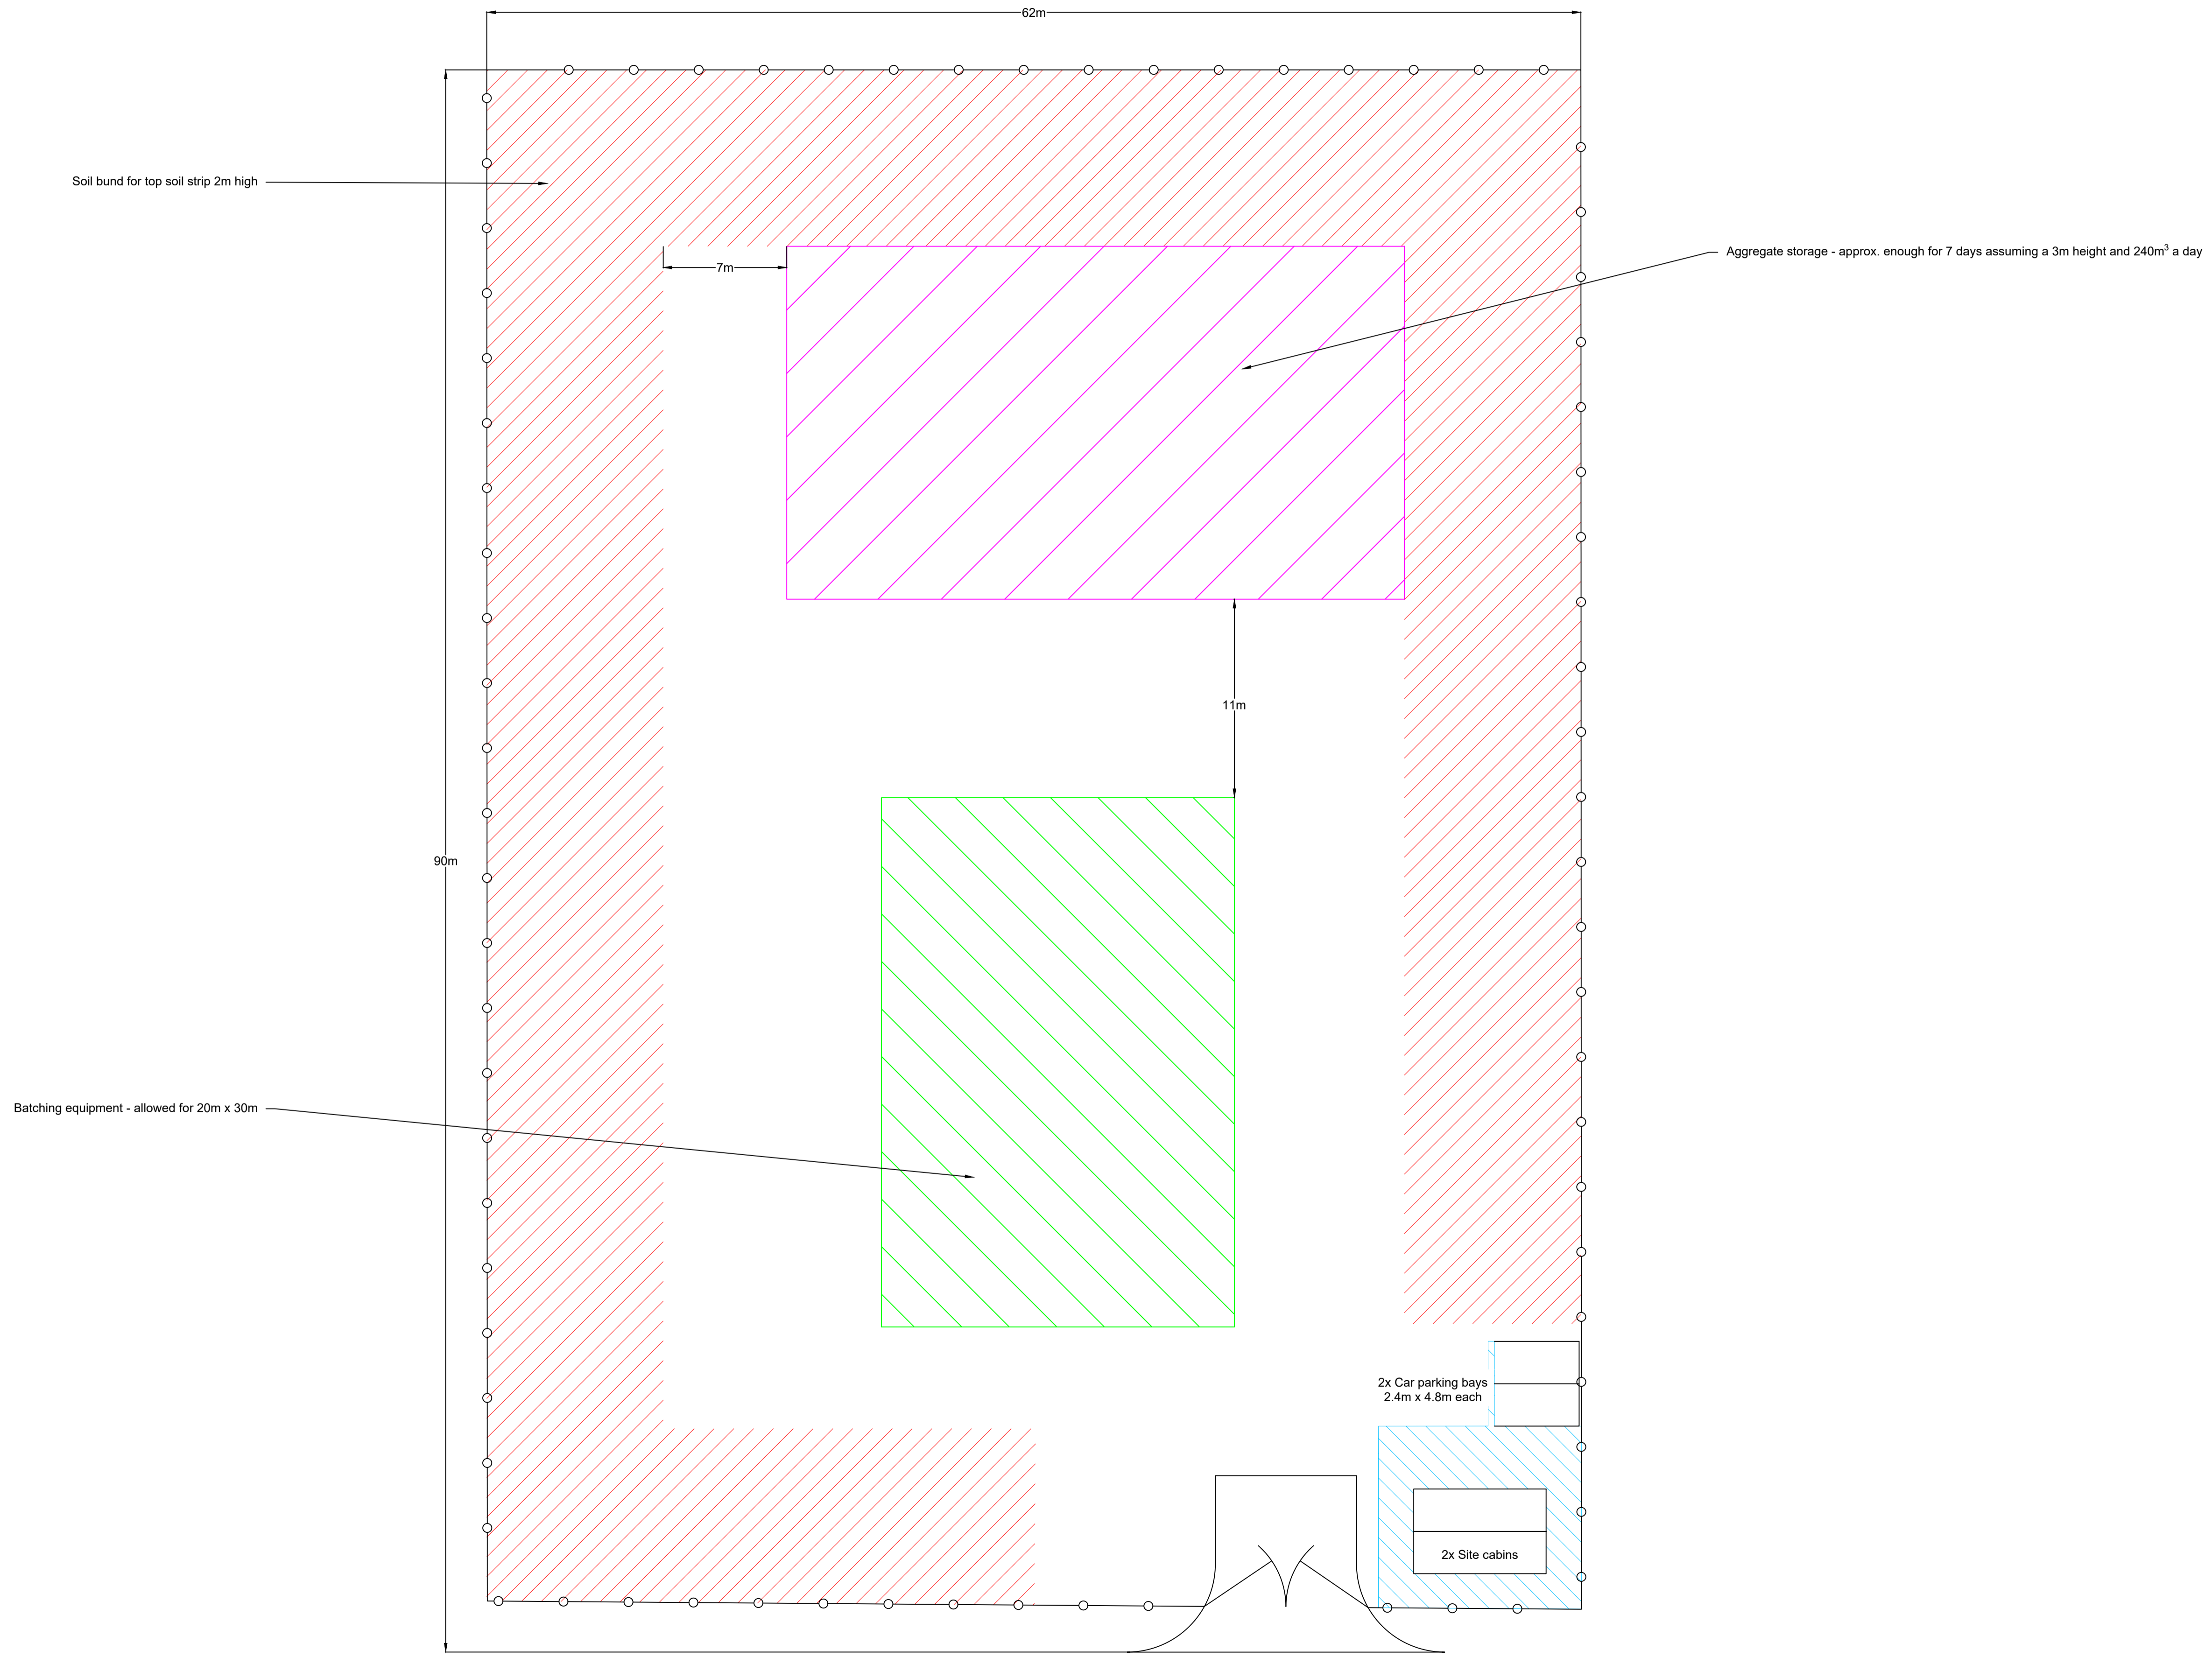 62m
Soil bund for top soil strip 2m high
Aggregate storage - approx. enough for 7 days assuming a 3m height and 240m³ a day
7m
11m
90m
Batching equipment - allowed for 20m x 30m
2x Car parking bays
2.4m x 4.8m each
2x Site cabins